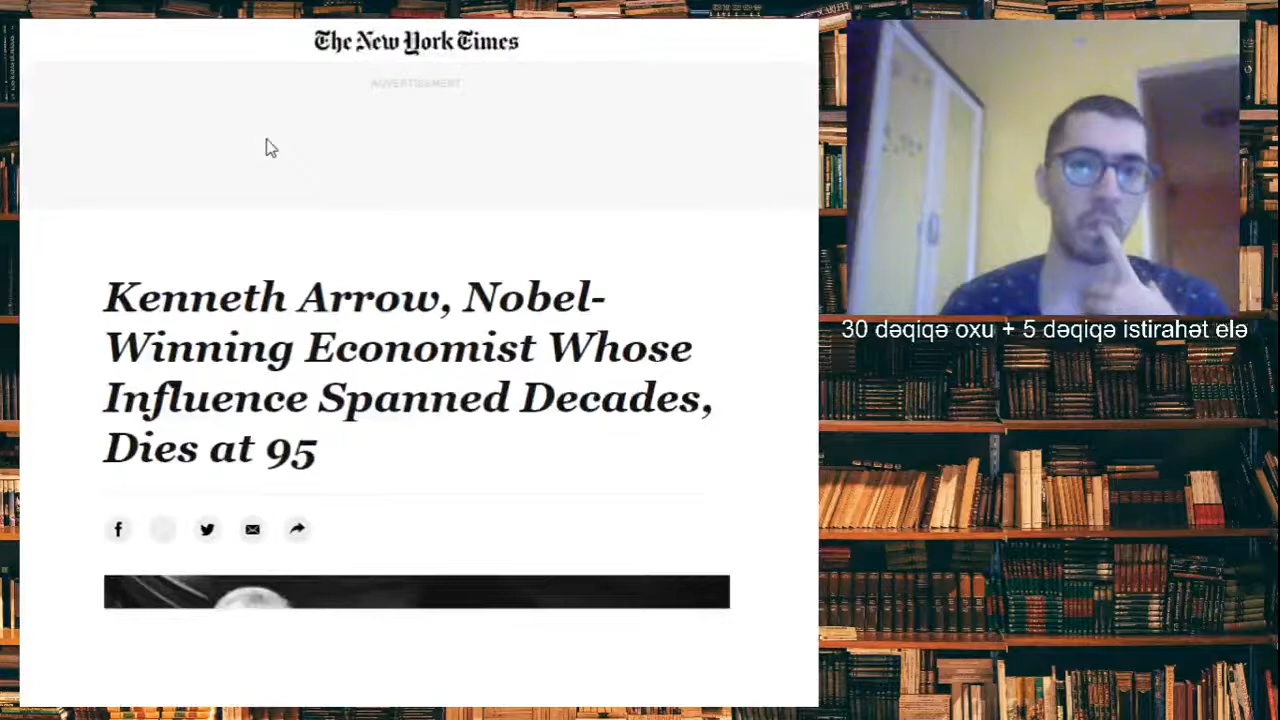 The New York Times
ADVERTISEMENT
Kenneth Arrow, Nobel-
Winning Economist Whose
Influence Spanned Decades,
Dies at 95
30 dəqiqə oxu + 5 dəqiqə istirahət elə